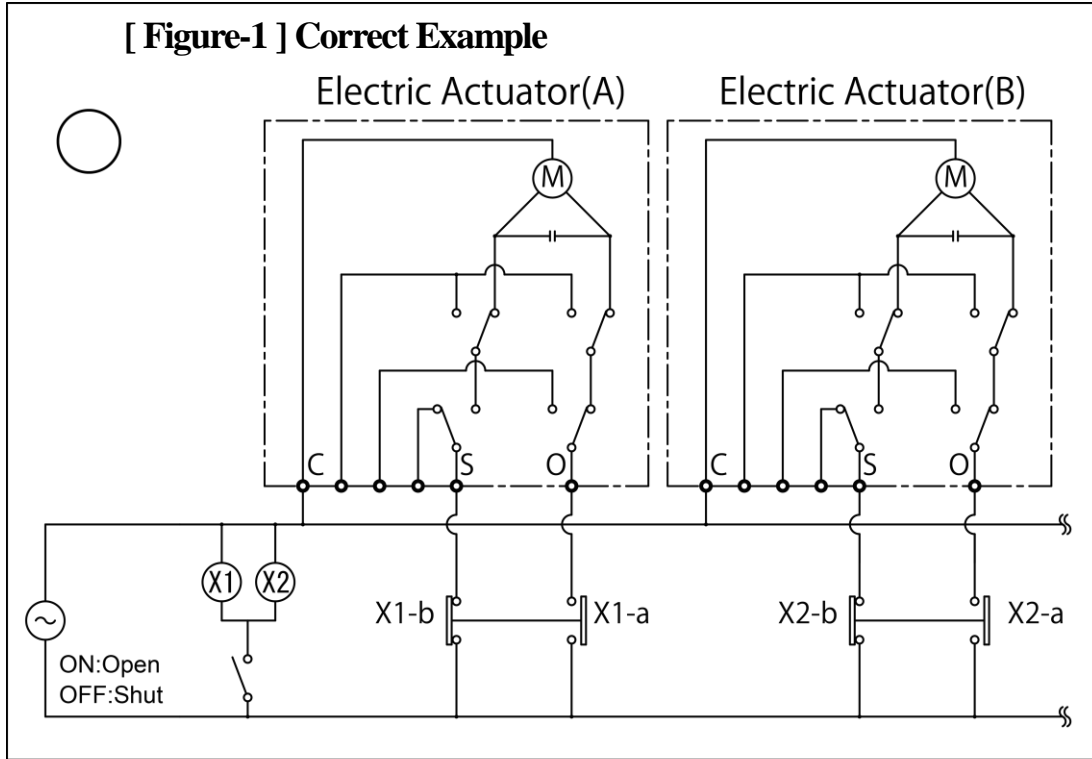 [ Figure-1 ] Correct Example
Electric Actuator(A)
Electric Actuator(B)
M
M
C
S
O
C
S
O
X1
X2
X1-b
X1-a
X2-b
X2-a
ON:Open
OFF:Shut